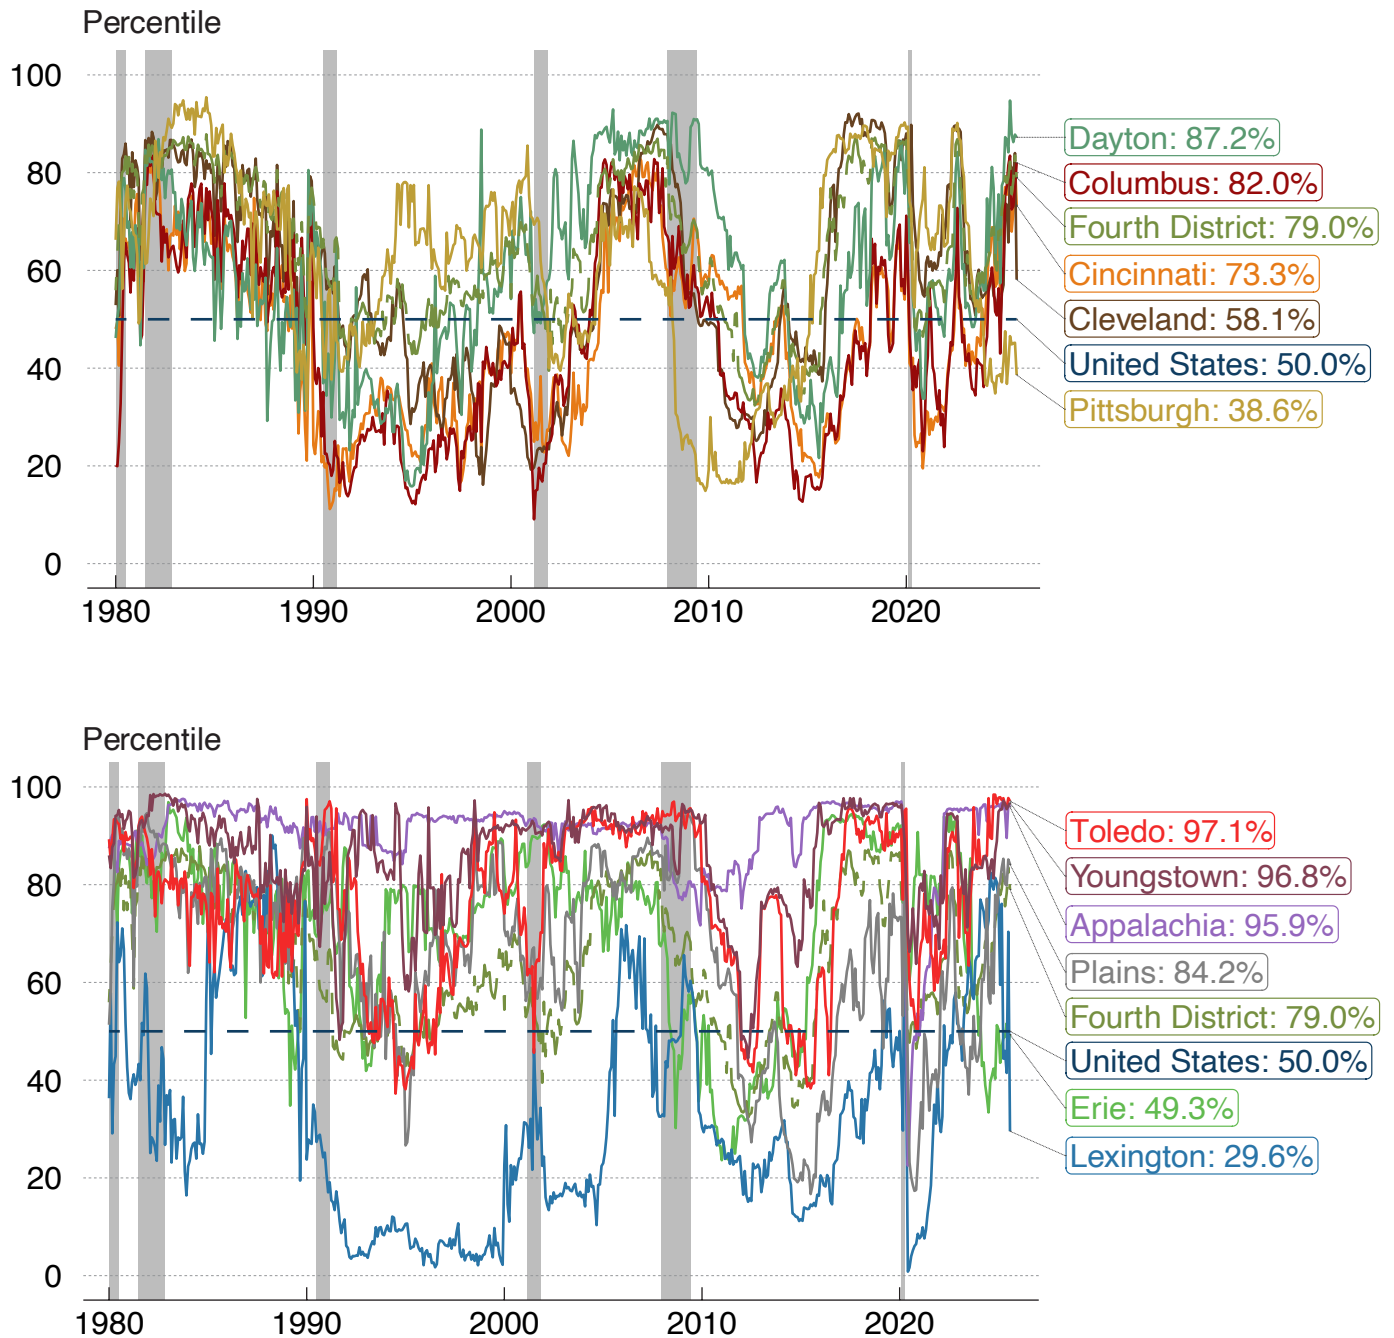 Percentile
100
80
60
40
20
0
1980 1990 2000 2010 2020
Dayton: 87.2%
Columbus: 82.0%
Fourth District: 79.0%
Cincinnati: 73.3%
Cleveland: 58.1%
United States: 50.0%
Pittsburgh: 38.6%
Percentile
100
80
60
40
20
0
1980 1990 2000 2010 2020
Toledo: 97.1%
Youngstown: 96.8%
Appalachia: 95.9%
Plains: 84.2%
Fourth District: 79.0%
United States: 50.0%
Erie: 49.3%
Lexington: 29.6%